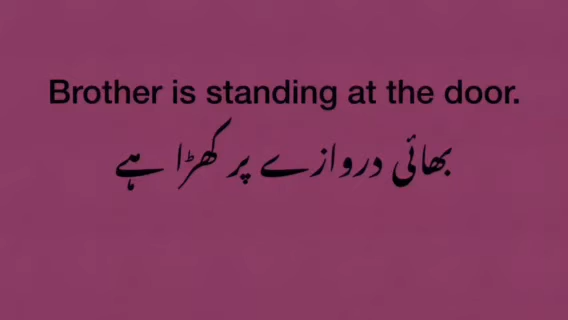 Brother is standing at the door.
بھائی دروازے پر کھڑا ہے